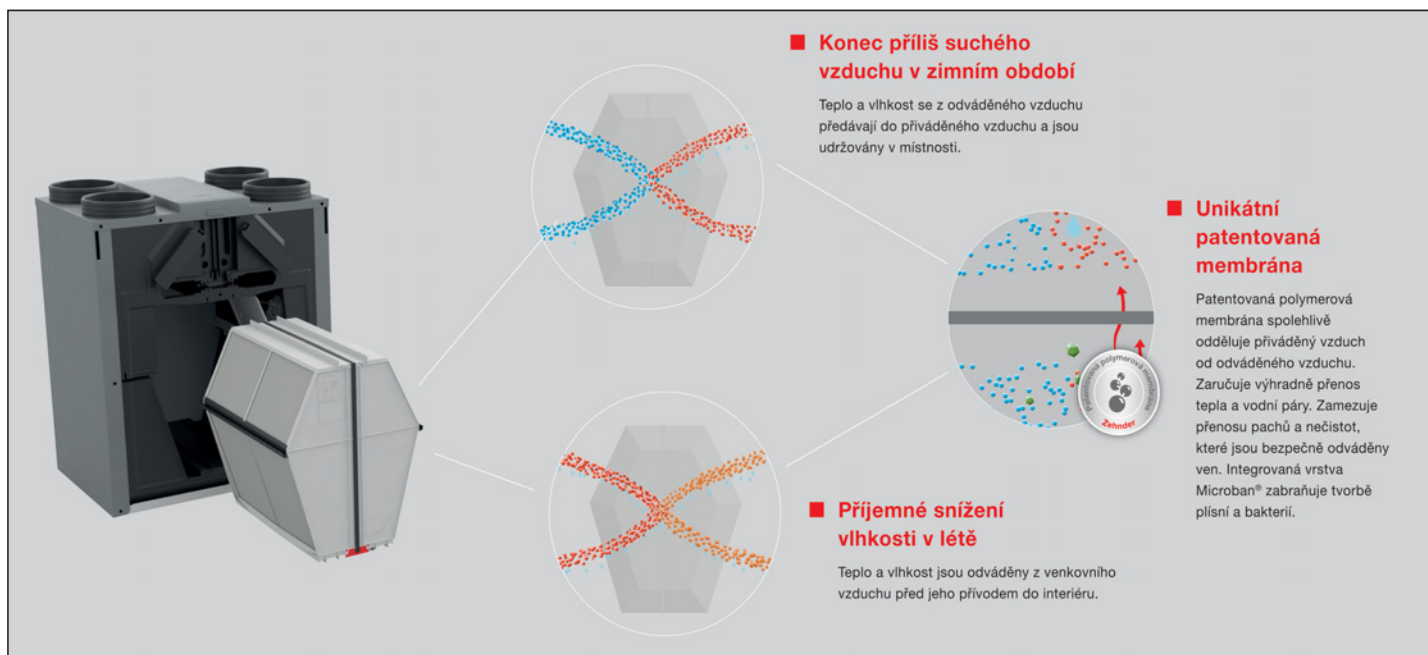 Konec příliš suchého
vzduchu v zimním období
Teplo a vlhkost se z odváděného vzduchu
předávají do přiváděného vzduchu a jsou
udržovány v místnosti.
Unikátní
patentovaná
membrána
Patentovaná polymerová
membrána spolehlivě
odděluje přiváděný vzduch
od odváděného vzduchu.
Zaručuje výhradně přenos
tepla a vodní páry. Zamezuje
přenosu pachů a nečistot,
které jsou bezpečně odváděny
ven. Integrovaná vrstva
Microban® zabraňuje tvorbě
plísní a bakterií.
Patentovaná polymerová membrána
Zehnder
Příjemné snížení
vlhkosti v létě
Teplo a vlhkost jsou odváděny z venkovního
vzduchu před jeho přívodem do interiéru.